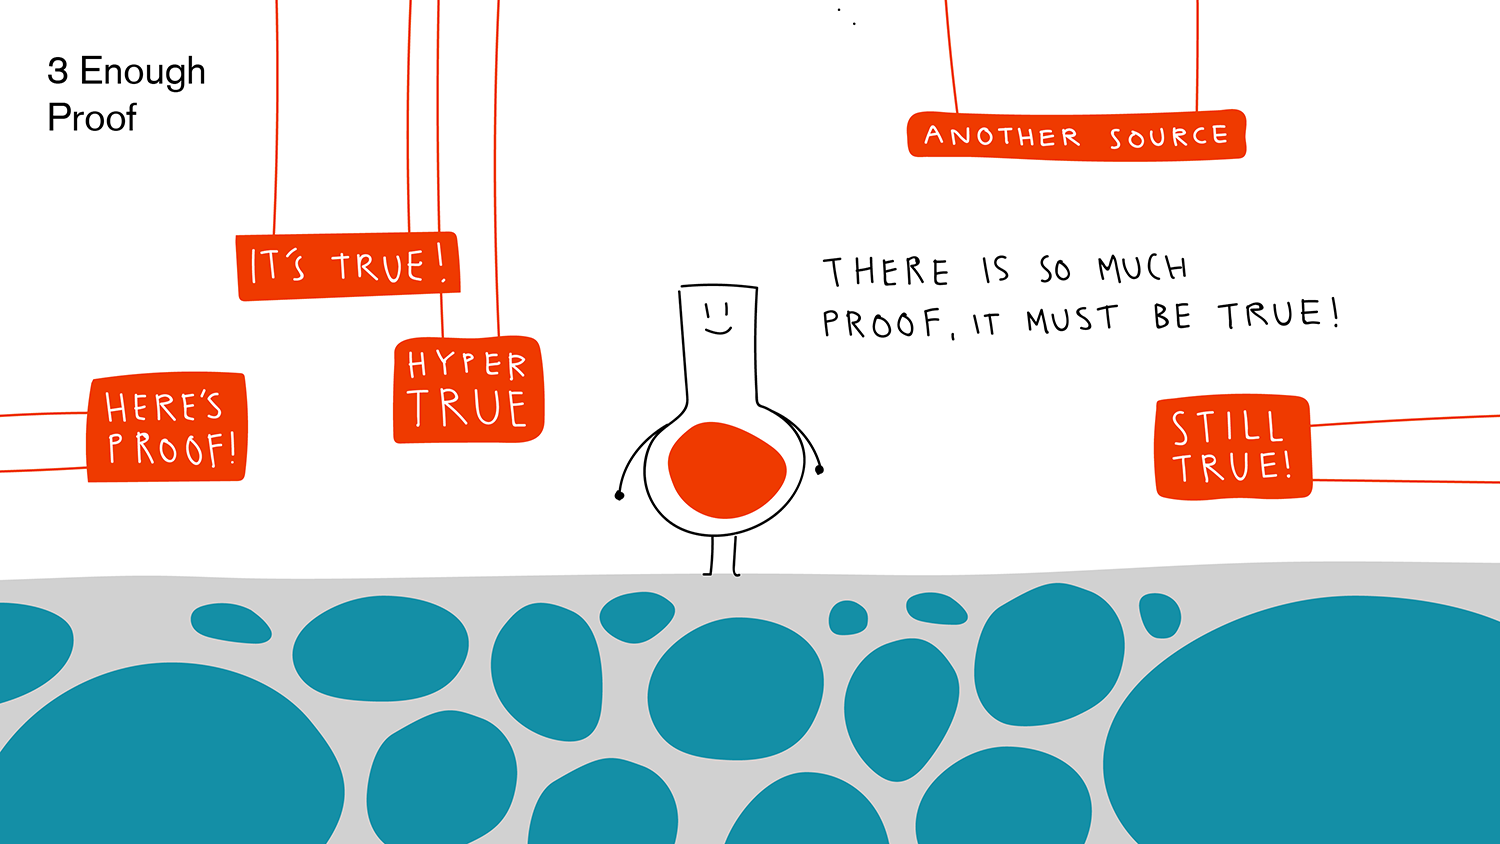 3 Enough
Proof
ANOTHER SOURCE
IT'S TRUE!
THERE IS SO MUCH
PROOF, IT MUST BE TRUE!
HYPER
TRUE
HERE'S
PROOF!
STILL
TRUE!